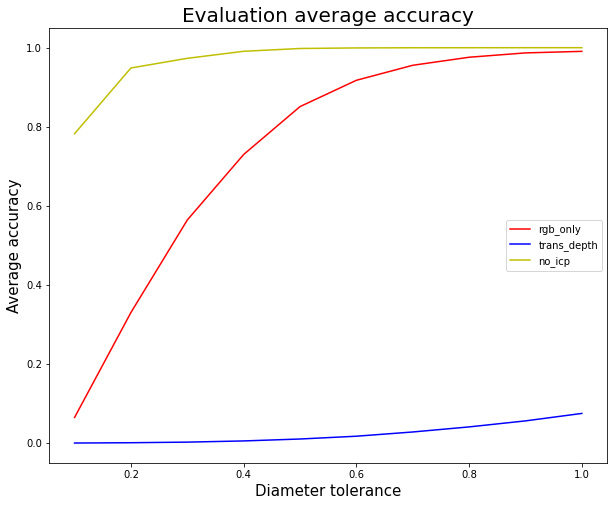 Evaluation average accuracy
1.0
0.8
0.6
0.4
0.2
0.0
Average accuracy
rgb_only
trans_depth
no_icp
0.2 0.4 0.6 0.8 1.0
Diameter tolerance